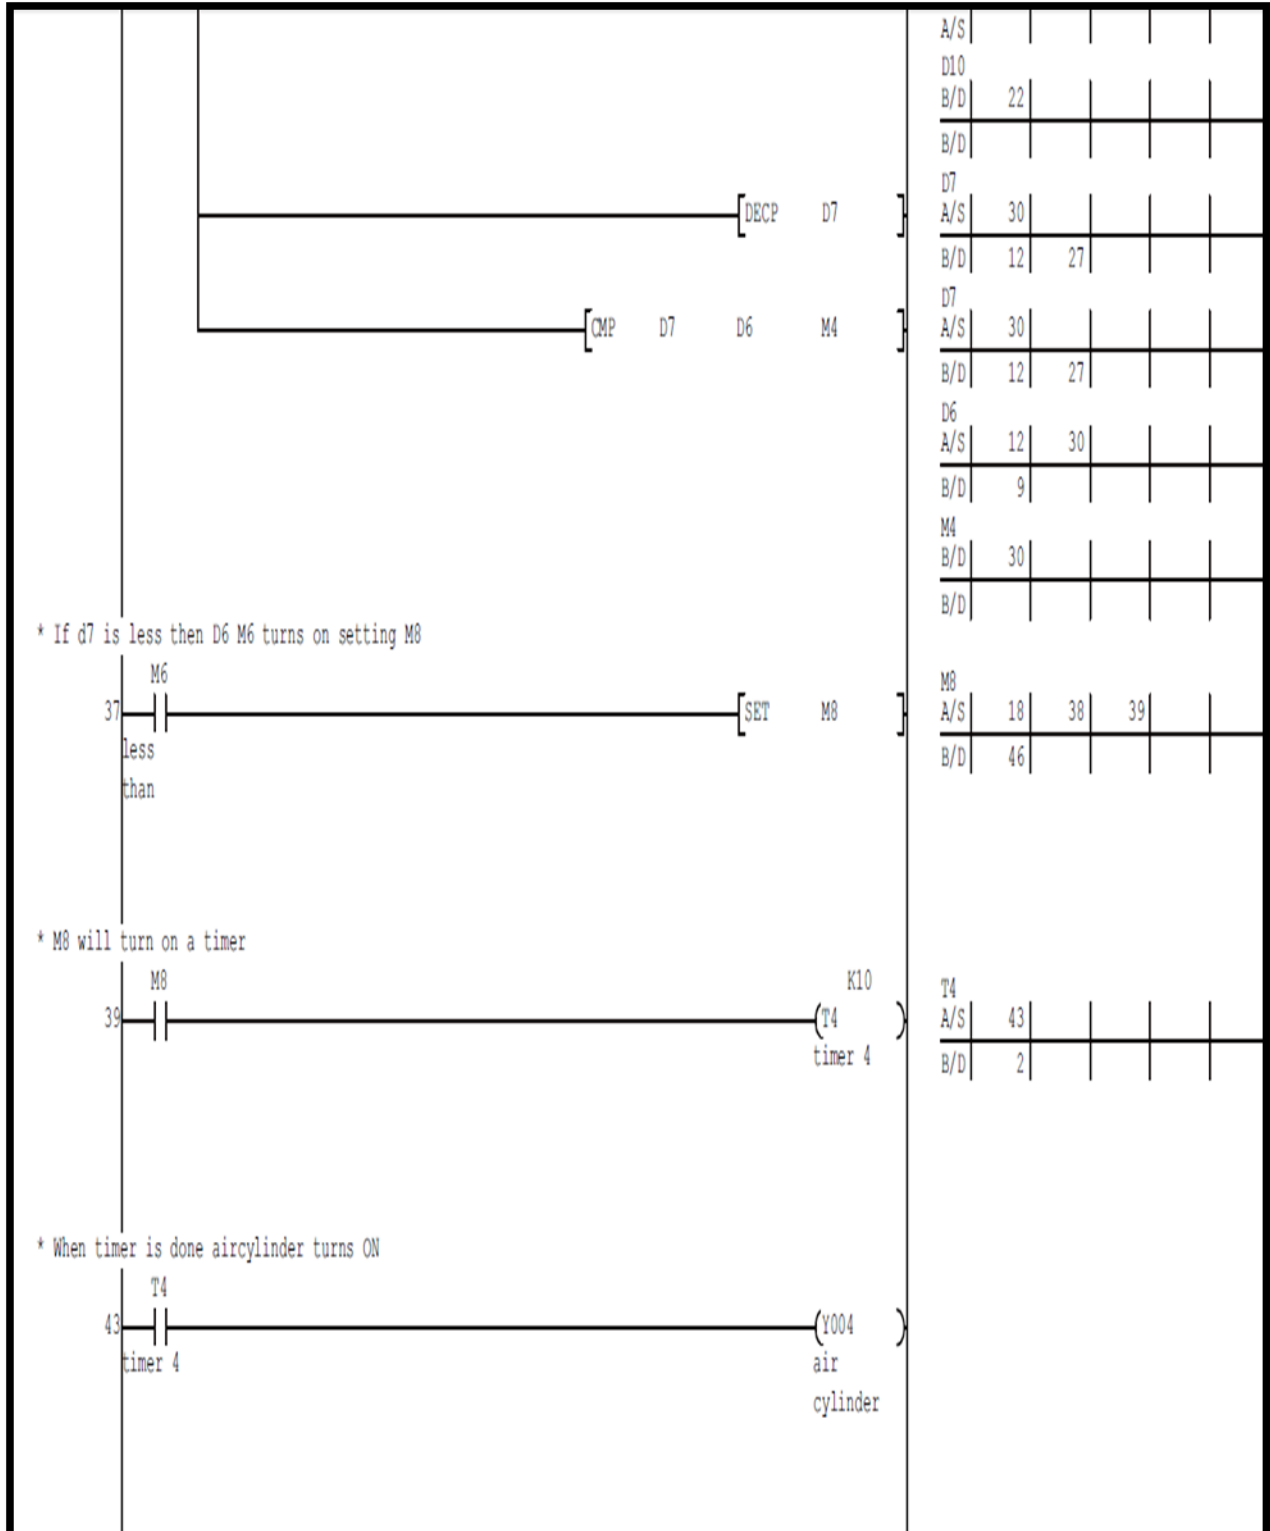 A/S
D10
B/D 22
B/D
D7
DECP D7 A/S 30
B/D 12 27
D7
CMP D7 D6 M4 A/S 30
B/D 12 27
D6
A/S 12 30
B/D 9
M4
B/D 30
B/D
* If d7 is less then D6 M6 turns on setting M8
M6 M8
37 SET M8 A/S 18 38 39
less B/D 46
than
* M8 will turn on a timer
M8 K10 T4
39 T4 A/S 43
timer 4 B/D 2
* When timer is done aircylinder turns ON
T4
43 Y004
timer 4 air
cylinder